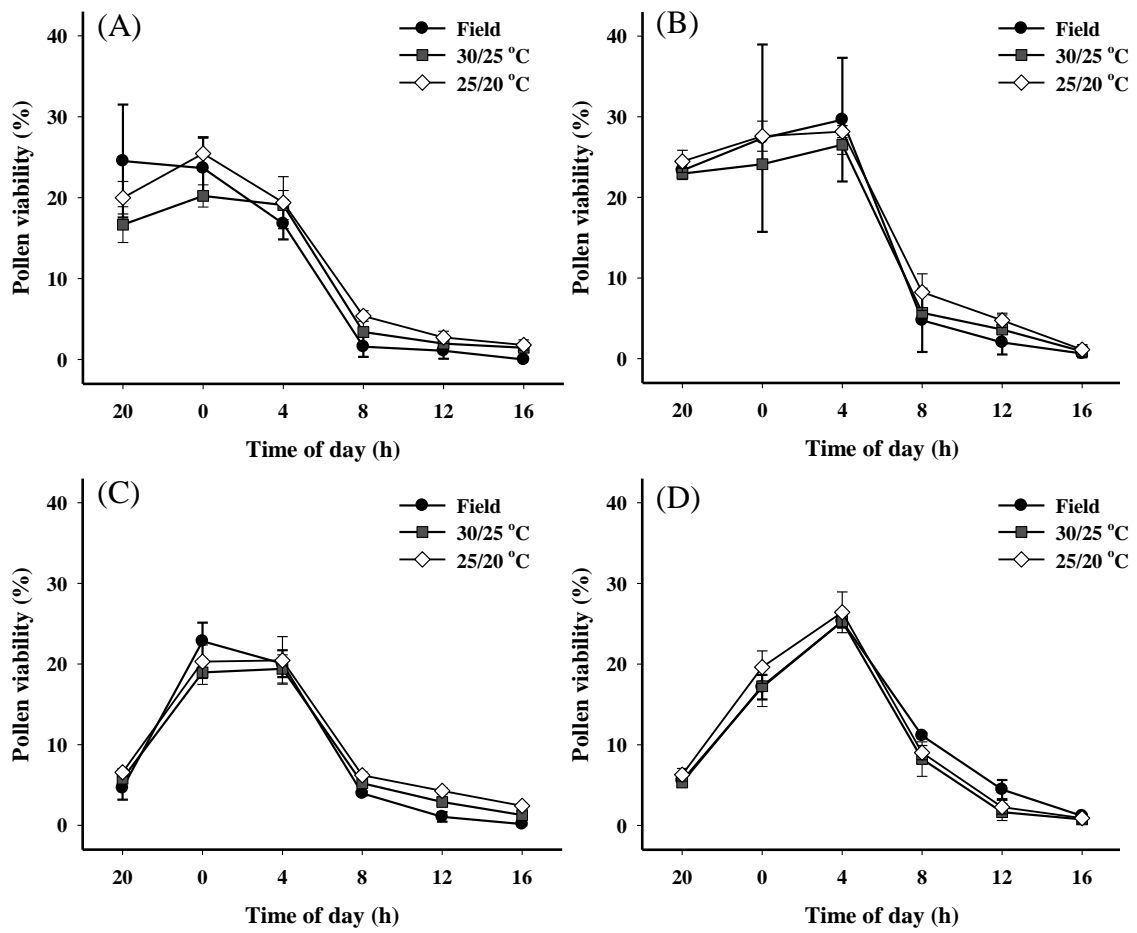 (A)
Field
30/25 °C
25/20 °C
40
30
20
10
0
Pollen viability (%)
20 0 4 8 12 16
Time of day (h)
(B)
Field
30/25 °C
25/20 °C
40
30
20
10
0
Pollen viability (%)
20 0 4 8 12 16
Time of day (h)
(C)
Field
30/25 °C
25/20 °C
40
30
20
10
0
Pollen viability (%)
20 0 4 8 12 16
Time of day (h)
(D)
Field
30/25 °C
25/20 °C
40
30
20
10
0
Pollen viability (%)
20 0 4 8 12 16
Time of day (h)